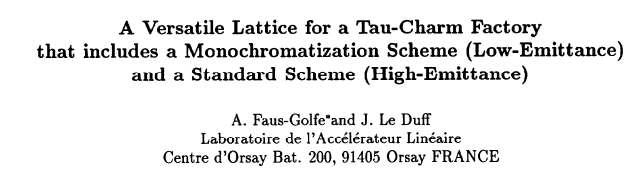 A Versatile Lattice for a Tau-Charm Factory
that includes a Monochromatization Scheme (Low-Emittance)
and a Standard Scheme (High-Emittance)
A. Faus-Golfe*and J. Le Duff
Laboratoire de l'Accélérateur Linéaire
Centre d'Orsay Bat. 200, 91405 Orsay FRANCE